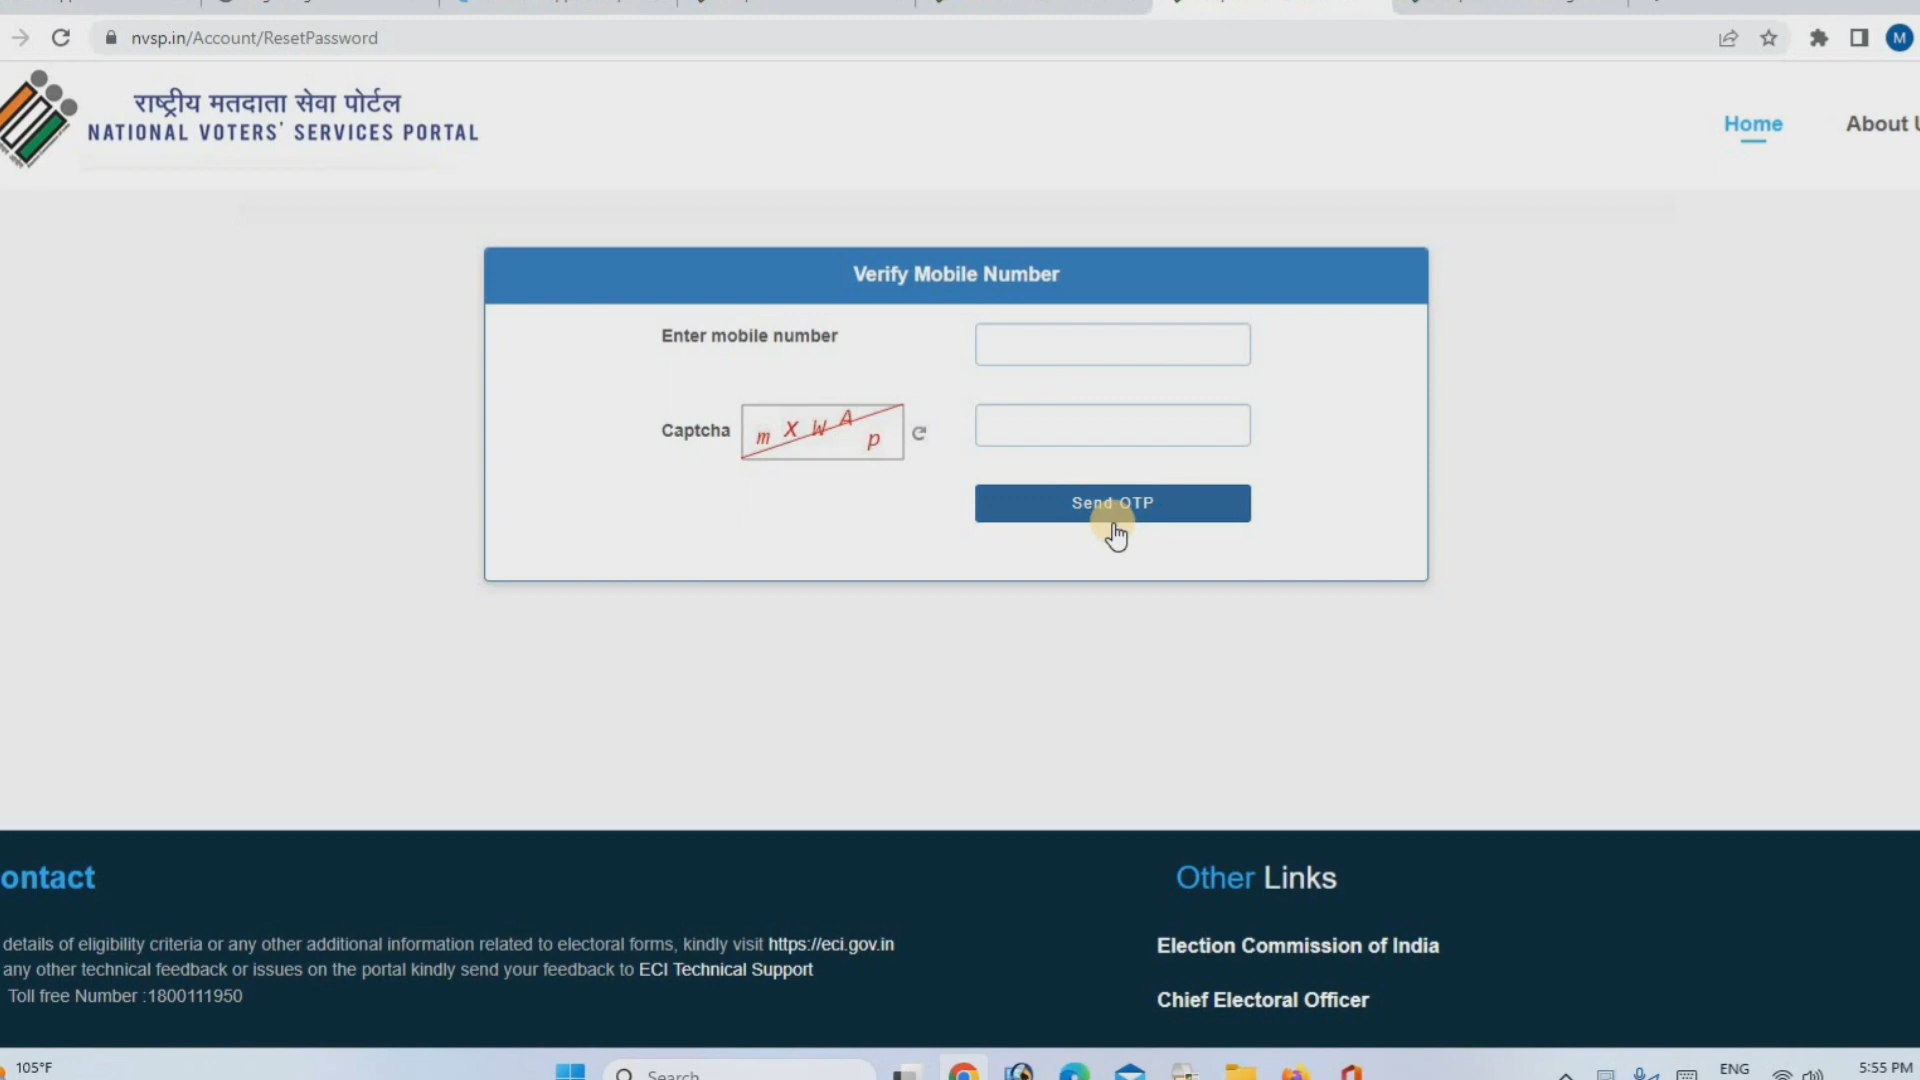 nvsp.in/Account/ResetPassword
M
राष्ट्रीय मतदाता सेवा पोर्टल
NATIONAL VOTERS' SERVICES PORTAL
Home
About U
Verify Mobile Number
Enter mobile number
Captcha
m X W A p
Send OTP
ontact
Other Links
details of eligibility criteria or any other additional information related to electoral forms, kindly visit https://eci.gov.in
any other technical feedback or issues on the portal kindly send your feedback to ECI Technical Support
Toll free Number :1800111950
Election Commission of India
Chief Electoral Officer
105°F
Search
ENG
5:55 PM